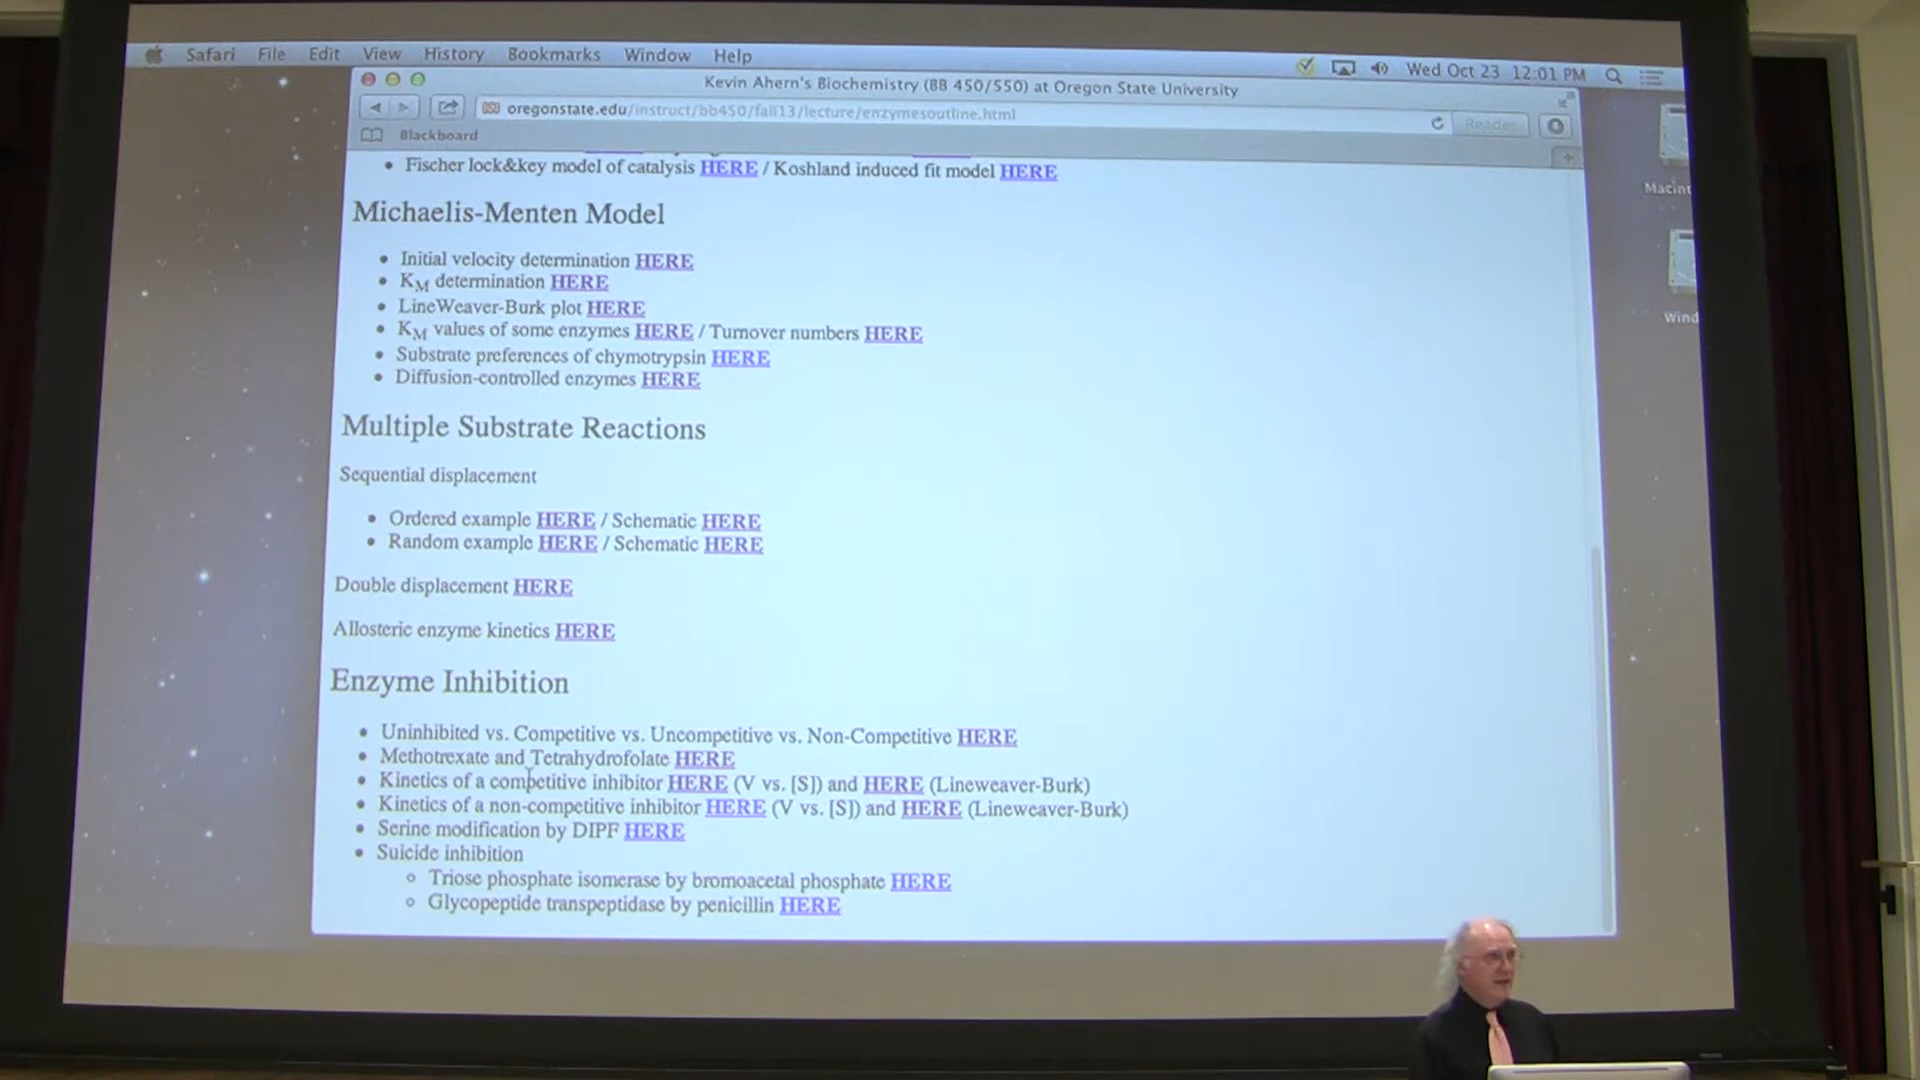 Safari File Edit View History Bookmarks Window Help Wed Oct 23 12:01 PM
Kevin Ahern's Biochemistry (BB 450/550) at Oregon State University
oregonstate.edu/instruct/bb450/fall13/lecture/enzymesoutline.html Reader
Blackboard
Fischer lock&key model of catalysis HERE / Koshland induced fit model HERE
Macint
Michaelis-Menten Model
Initial velocity determination HERE
KM determination HERE
LineWeaver-Burk plot HERE
Wind
KM values of some enzymes HERE / Turnover numbers HERE
Substrate preferences of chymotrypsin HERE
Diffusion-controlled enzymes HERE
Multiple Substrate Reactions
Sequential displacement
Ordered example HERE / Schematic HERE
Random example HERE / Schematic HERE
Double displacement HERE
Allosteric enzyme kinetics HERE
Enzyme Inhibition
Uninhibited vs. Competitive vs. Uncompetitive vs. Non-Competitive HERE
Methotrexate and Tetrahydrofolate HERE
Kinetics of a competitive inhibitor HERE (V vs. [S]) and HERE (Lineweaver-Burk)
Kinetics of a non-competitive inhibitor HERE (V vs. [S]) and HERE (Lineweaver-Burk)
Serine modification by DIPF HERE
Suicide inhibition
Triose phosphate isomerase by bromoacetal phosphate HERE
Glycopeptide transpeptidase by penicillin HERE